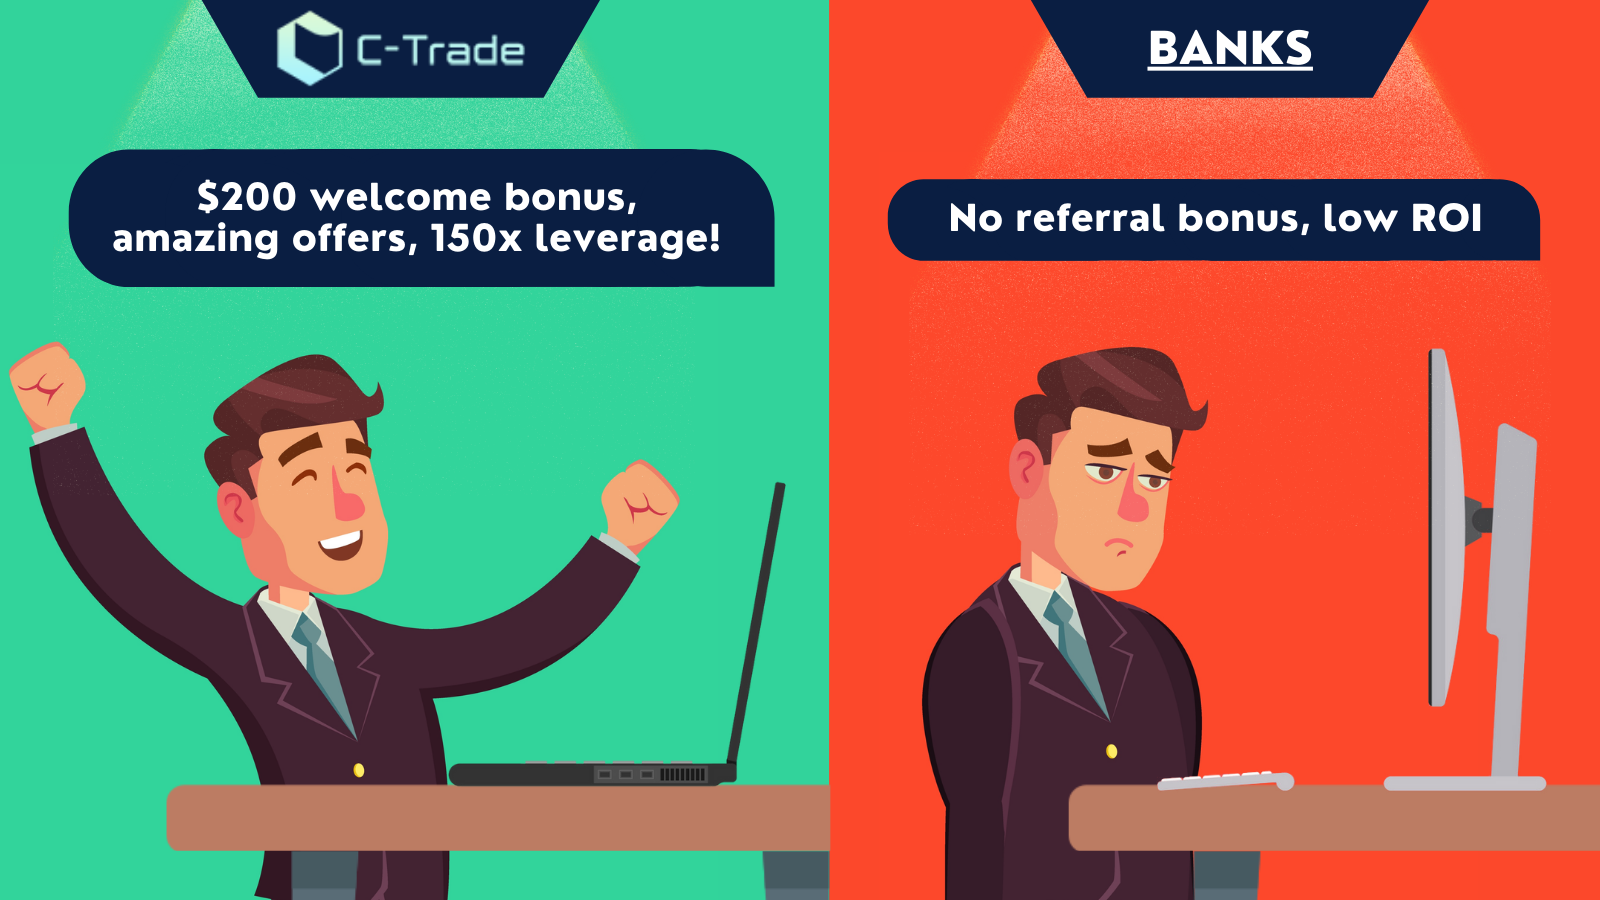 C-Trade
$200 welcome bonus,
amazing offers, 150x leverage!
BANKS
No referral bonus, low ROI